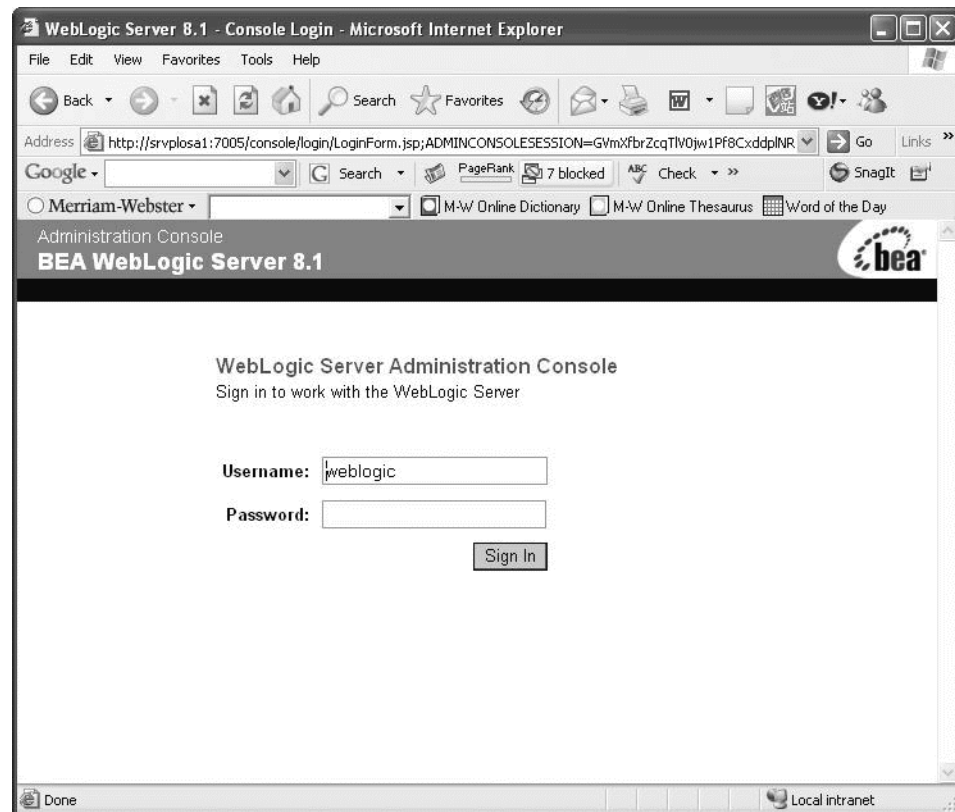 WebLogic Server 8.1 - Console Login - Microsoft Internet Explorer
File Edit View Favorites Tools Help
Back Search Favorites
Address http://srvplosa1:7005/console/login/LoginForm.jsp;ADMINCONSOLESESSION= Go Links »
Google Search PageRank 7 blocked ABC Check » SnagIt
Merriam-Webster M-W Online Dictionary M-W Online Thesaurus Word of the Day
Administration Console
BEA WebLogic Server 8.1
bea
WebLogic Server Administration Console
Sign in to work with the WebLogic Server
Username: weblogic
Password:
Sign In
Done Local intranet